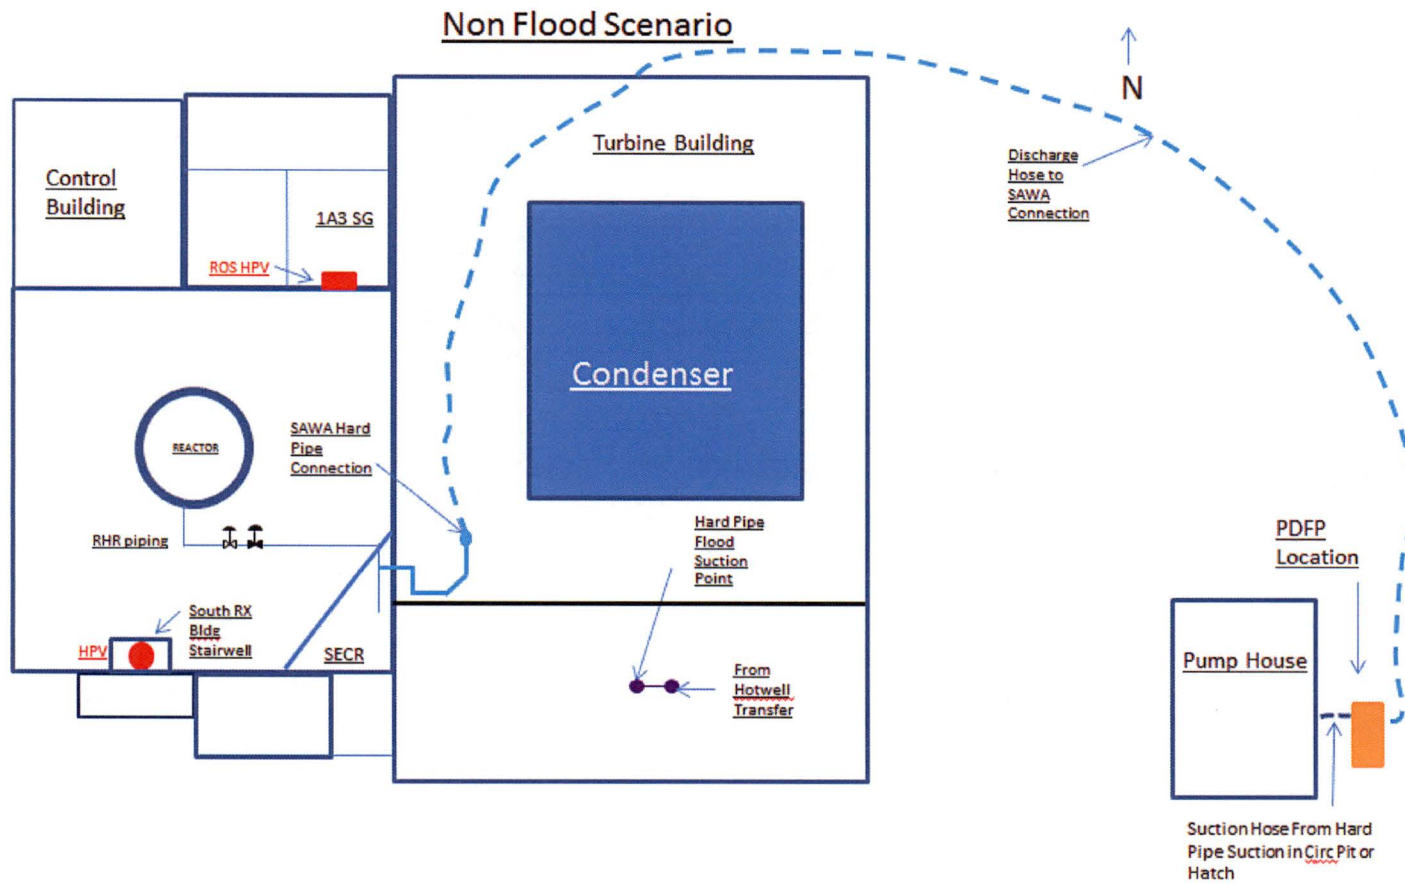 Non Flood Scenario
N
Control
Building
1A3 SG
ROS HPV
Turbine Building
Discharge
Hose to
SAWA
Connection
Condenser
REACTOR
SAWA Hard
Pipe
Connection
RHR piping
Hard Pipe
Flood
Suction
Point
PDFP
Location
HPV
South RX
Bldg
Stairwell
SECR
From
Hotwell
Transfer
Pump House
Suction Hose From Hard
Pipe Suction in Circ Pit or
Hatch